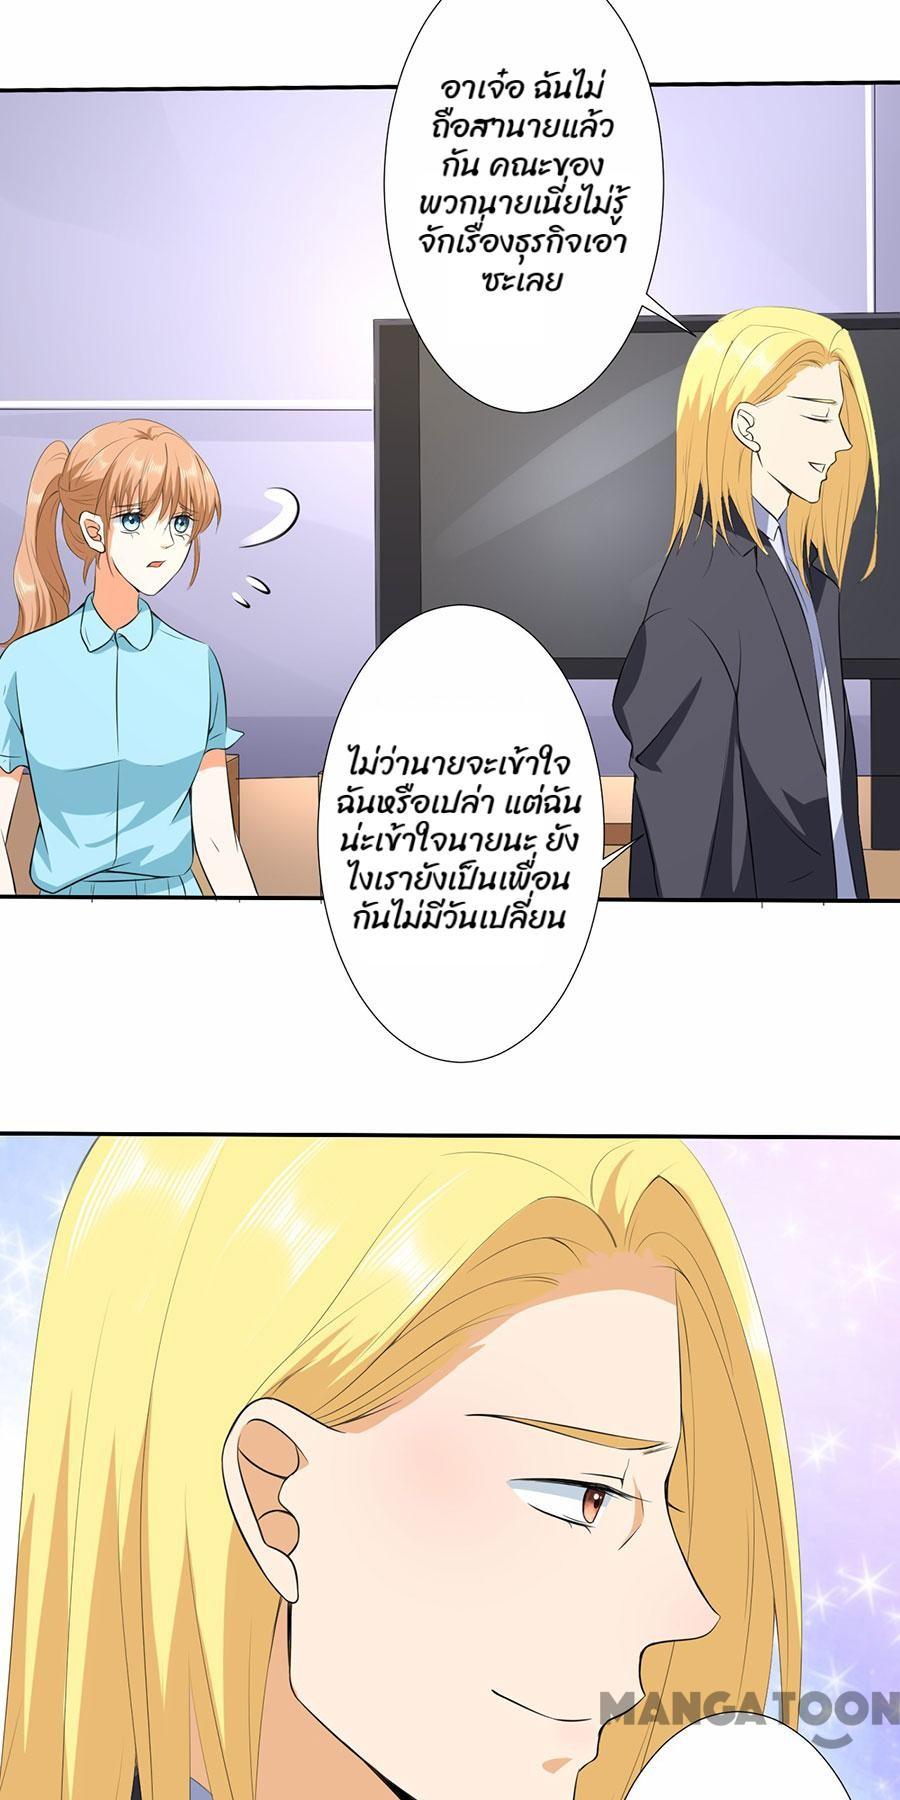 อาเจ๋อ ฉันไม่
ถือสานายแล้ว
กัน คณะของ
พวกนายเนี่ยไม่รู้
จักเรื่องธุรกิจเอา
ซะเลย
ไม่ว่านายจะเข้าใจ
ฉันหรือเปล่า แต่ฉัน
น่ะเข้าใจนายนะ ยัง
ไงเรายังเป็นเพื่อน
กันไม่มีวันเปลี่ยน
MANGATOON